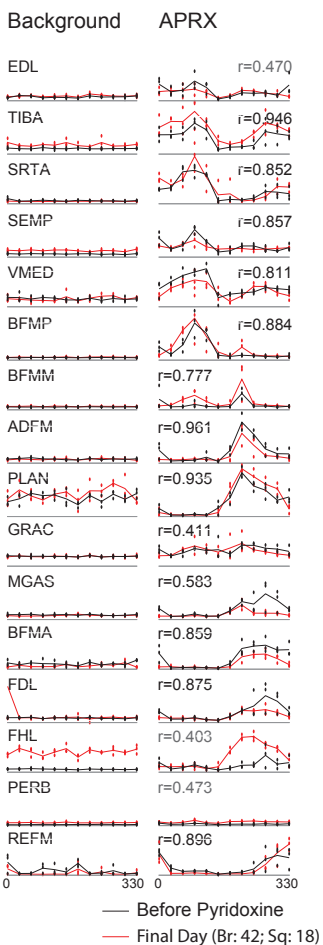 Background APRX
EDL r=0.470
TIBA r=0.946
SRTA r=0.852
SEMP r=0.857
VMED r=0.811
BFMP r=0.884
BFMM r=0.777
ADFM r=0.961
PLAN r=0.935
GRAC r=0.411
MGAS r=0.583
BFMA r=0.859
FDL r=0.875
FHL r=0.403
PERB r=0.473
REFM r=0.896
0 330 0 330
Before Pyridoxine
Final Day (Br: 42; Sq: 18)